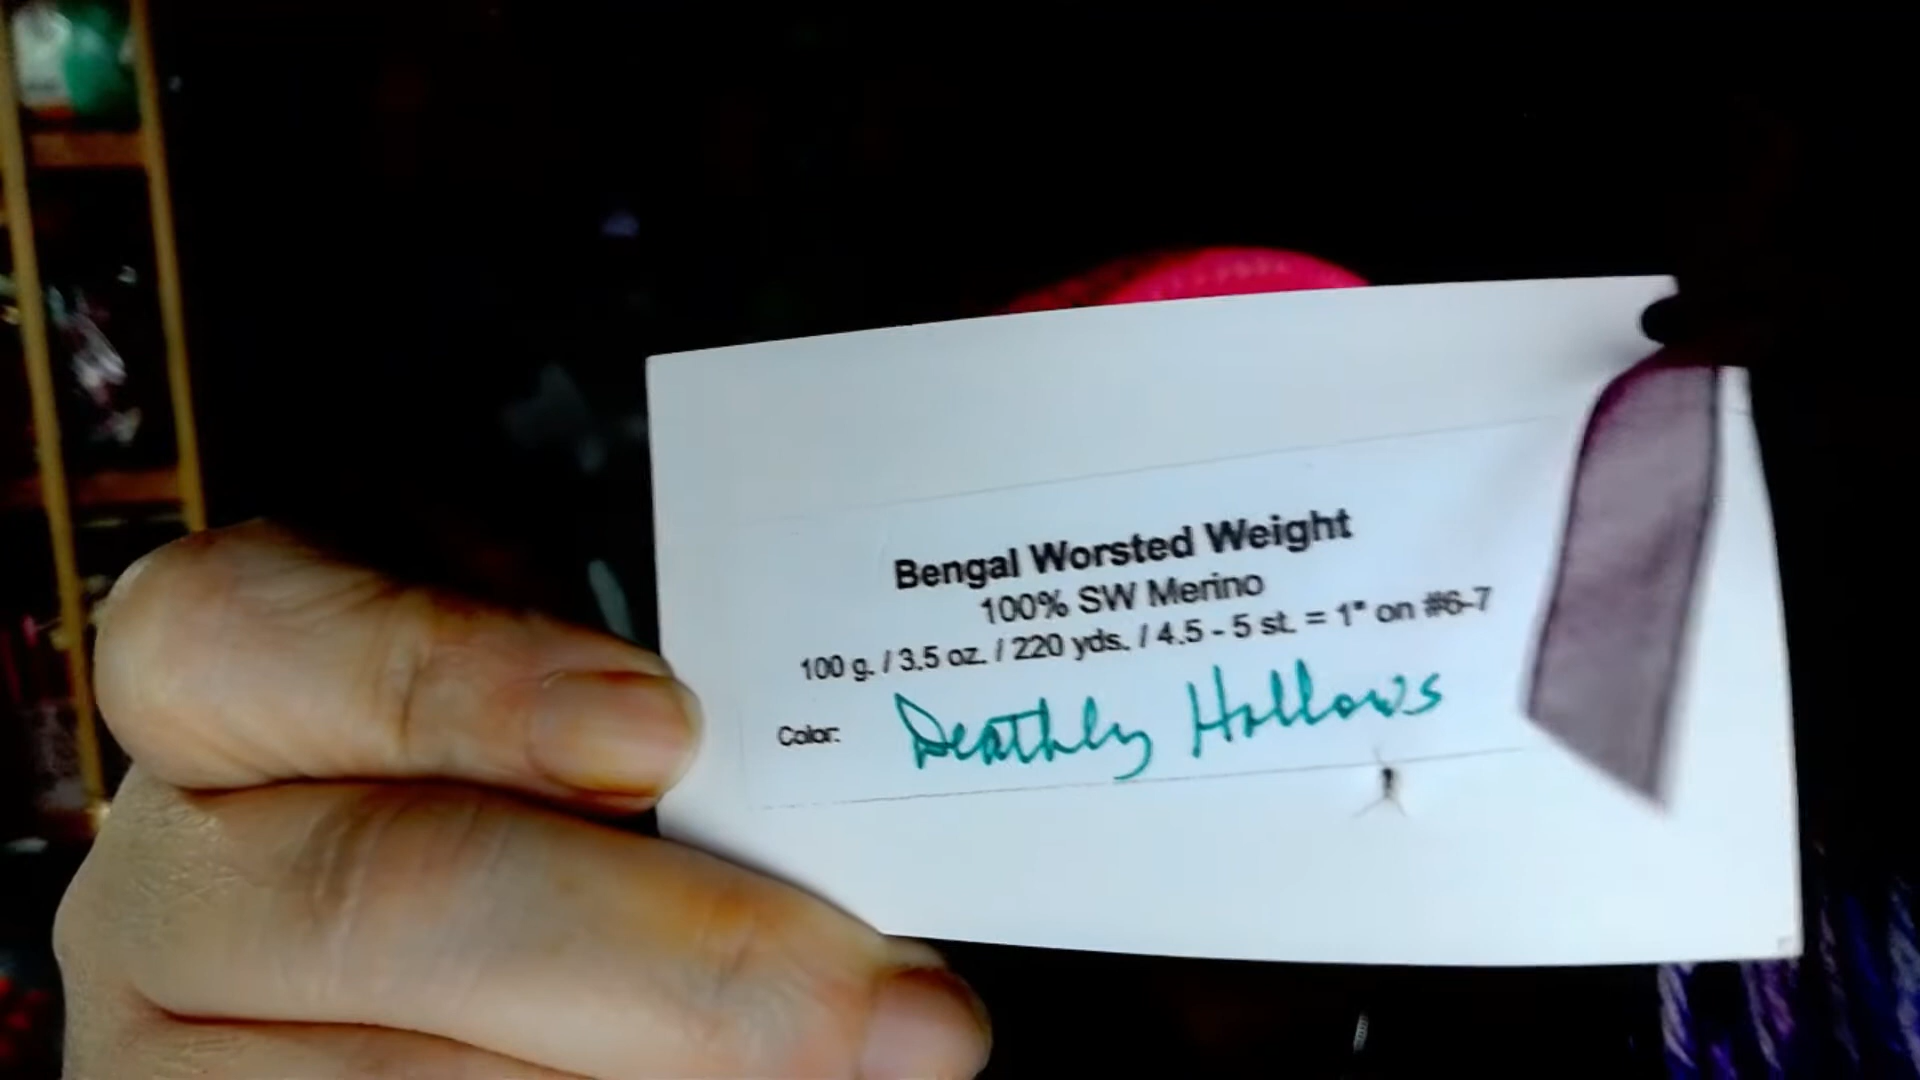 Bengal Worsted Weight
100% SW Merino
100 g. / 3.5 oz. / 220 yds. / 4.5 - 5 st. = 1" on #6-7
Color: Deathly Hollows